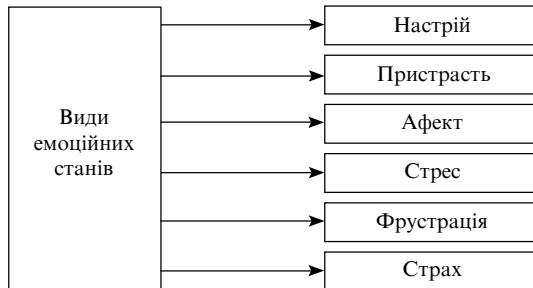 Види
емоційних
станів
Настрій
Пристрасть
Афект
Стрес
Фрустрація
Страх